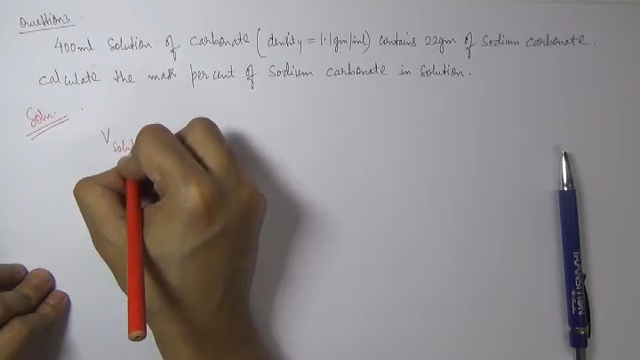 Question 3.
400ml Solution of carbonate (density = 1.1gm/ml) contains 22gm of Sodium carbonate.
Calculate the mass percent of Sodium carbonate in solution.
Soln.
V